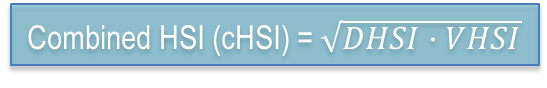 Combined HSI (cHSI) = √DHSI · VHSI